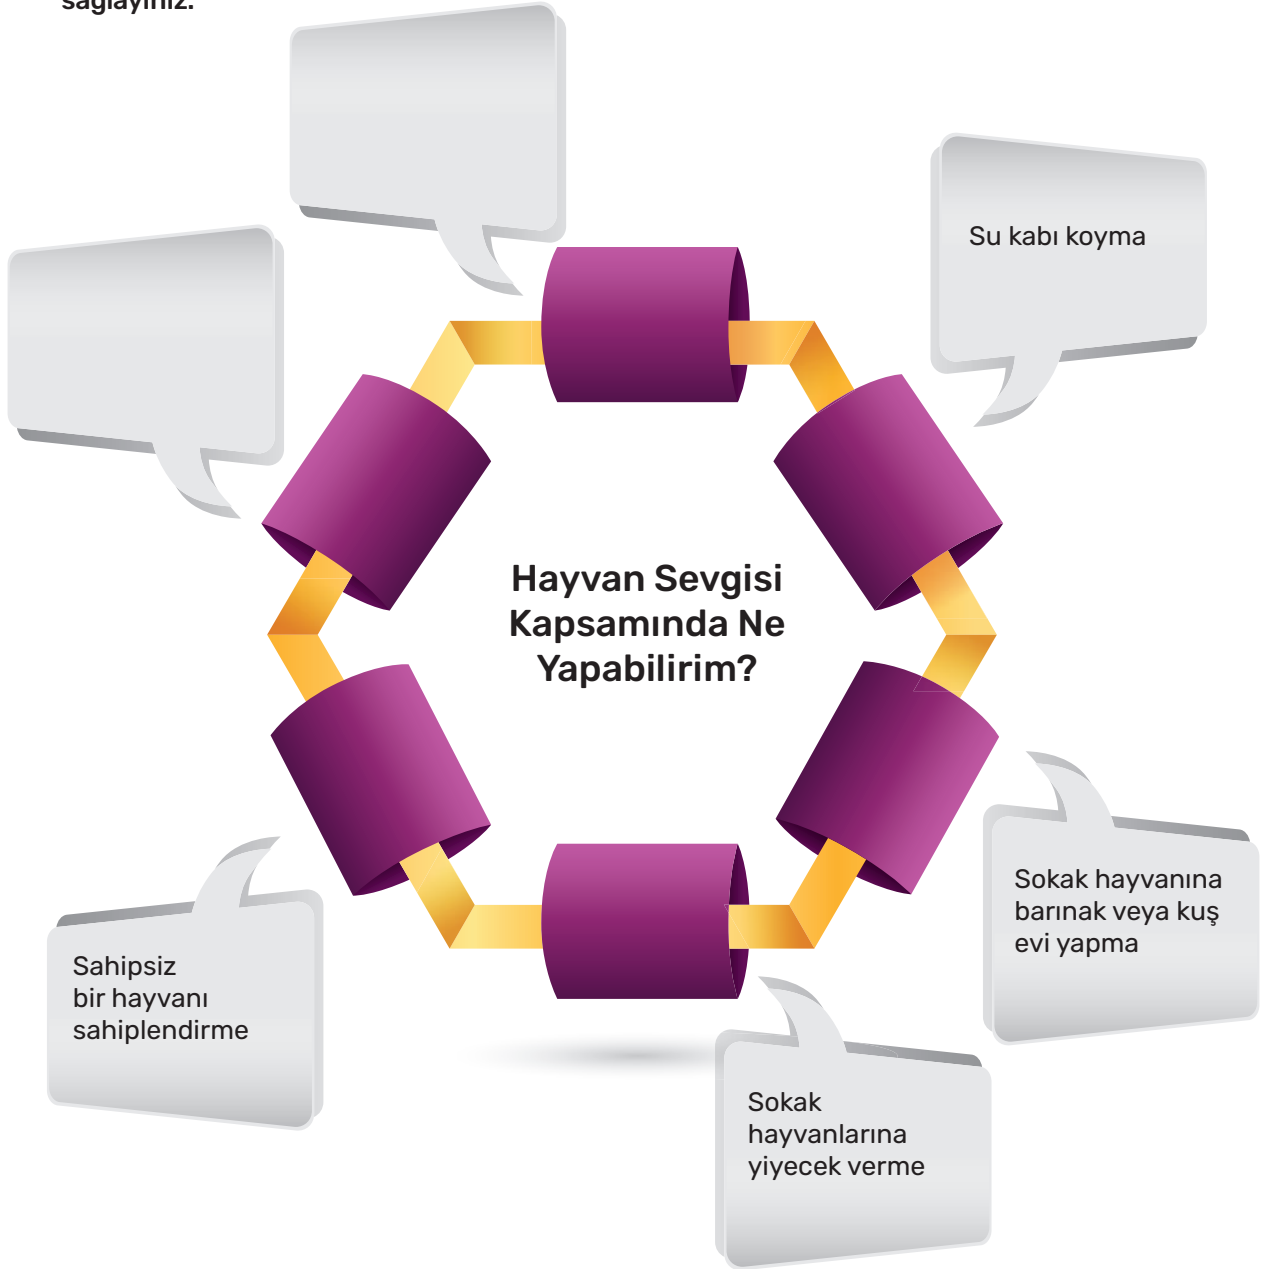 sağlayınız.
Su kabı koyma
Hayvan Sevgisi
Kapsamında Ne
Yapabilirim?
Sokak hayvanına
barınak veya kuş
evi yapma
Sahipsiz
bir hayvanı
sahiplendirme
Sokak
hayvanlarına
yiyecek verme